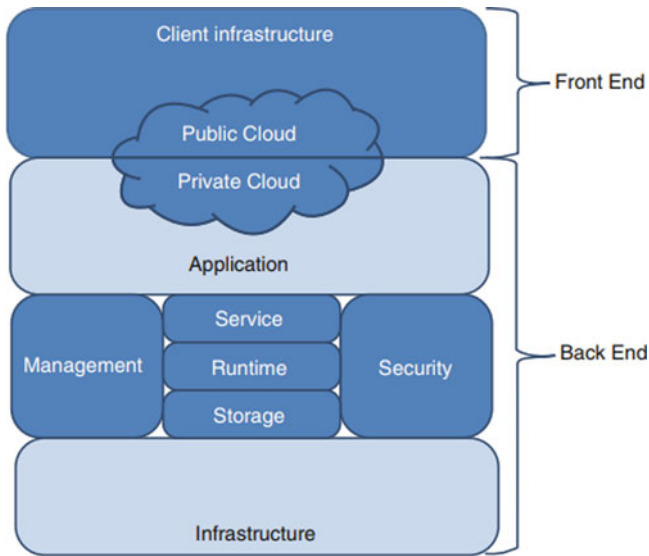 Client infrastructure
Front End
Public Cloud
Private Cloud
Application
Service
Management
Runtime
Security
Back End
Storage
Infrastructure